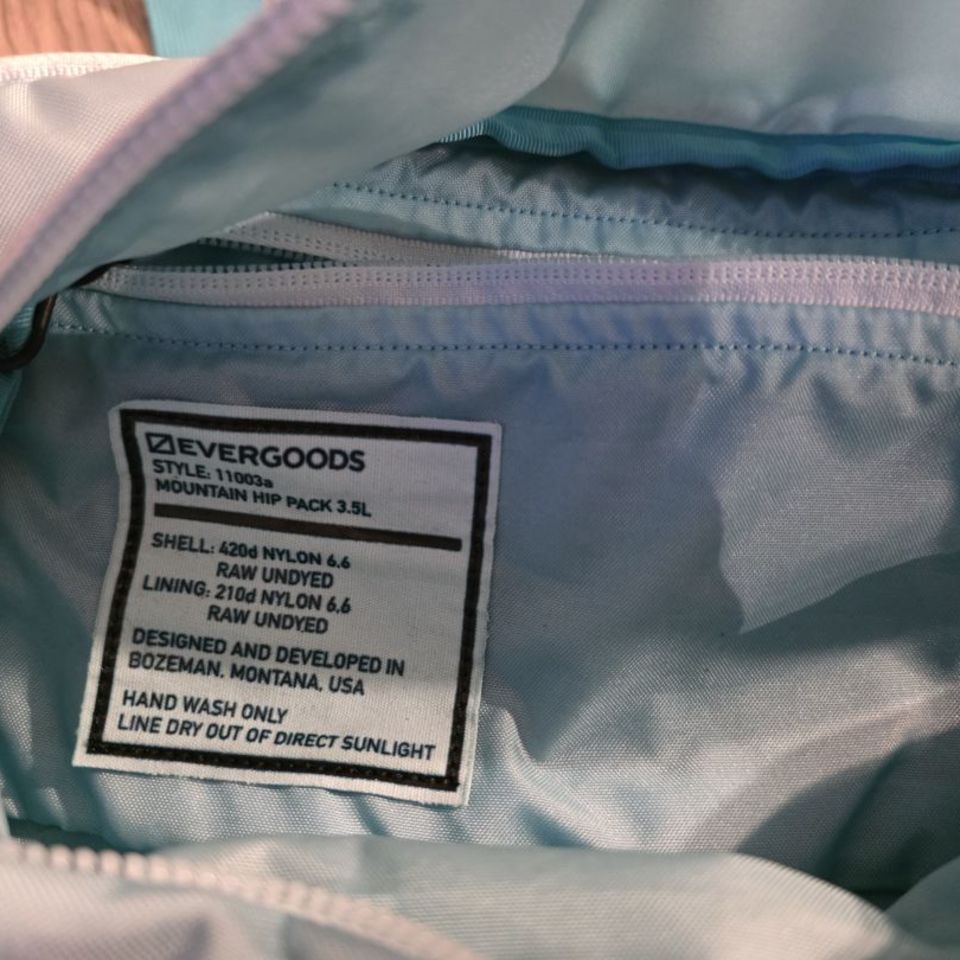 EVERGOODS
STYLE: 11003a
MOUNTAIN HIP PACK 3.5L
SHELL: 420d NYLON 6.6
RAW UNDYED
LINING: 210d NYLON 6.6
RAW UNDYED
DESIGNED AND DEVELOPED IN
BOZEMAN, MONTANA, USA
HAND WASH ONLY
LINE DRY OUT OF DIRECT SUNLIGHT